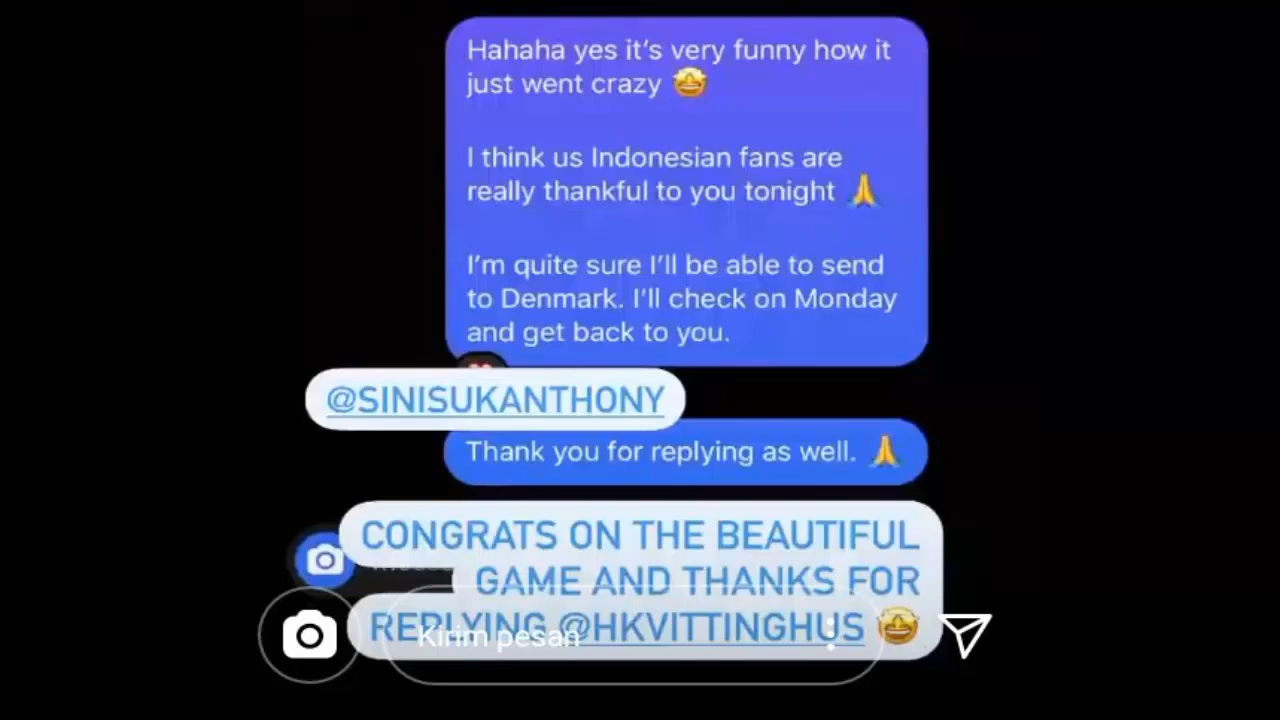 Hahaha yes it's very funny how it
just went crazy 🤩
I think us Indonesian fans are
really thankful to you tonight 🙏
I'm quite sure I'll be able to send
to Denmark. I'll check on Monday
and get back to you.
@SINISUKANTHONY
Thank you for replying as well. 🙏
CONGRATS ON THE BEAUTIFUL
GAME AND THANKS FOR
REPLYING @HKVITTINGHUS 🤩
Kirim pesan